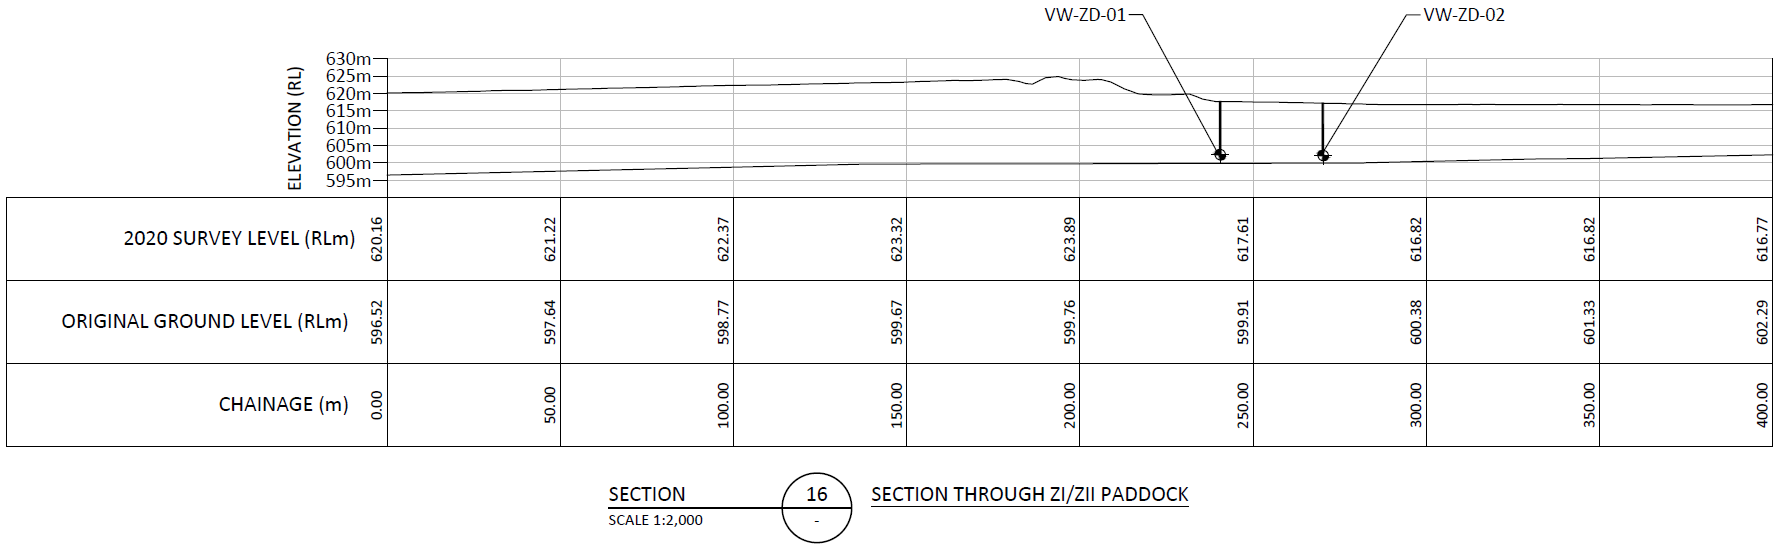 VW-ZD-01
VW-ZD-02
ELEVATION (RL)
630m
625m
620m
615m
610m
605m
600m
595m
2020 SURVEY LEVEL (RLm) 620.16 621.22 622.37 623.32 623.89 617.61 616.82 616.82 616.77
ORIGINAL GROUND LEVEL (RLm) 596.52 597.64 598.77 599.67 599.76 599.91 600.38 601.33 602.29
CHAINAGE (m) 0.00 50.00 100.00 150.00 200.00 250.00 300.00 350.00 400.00
SECTION 16 SECTION THROUGH ZI/ZII PADDOCK
SCALE 1:2,000 -